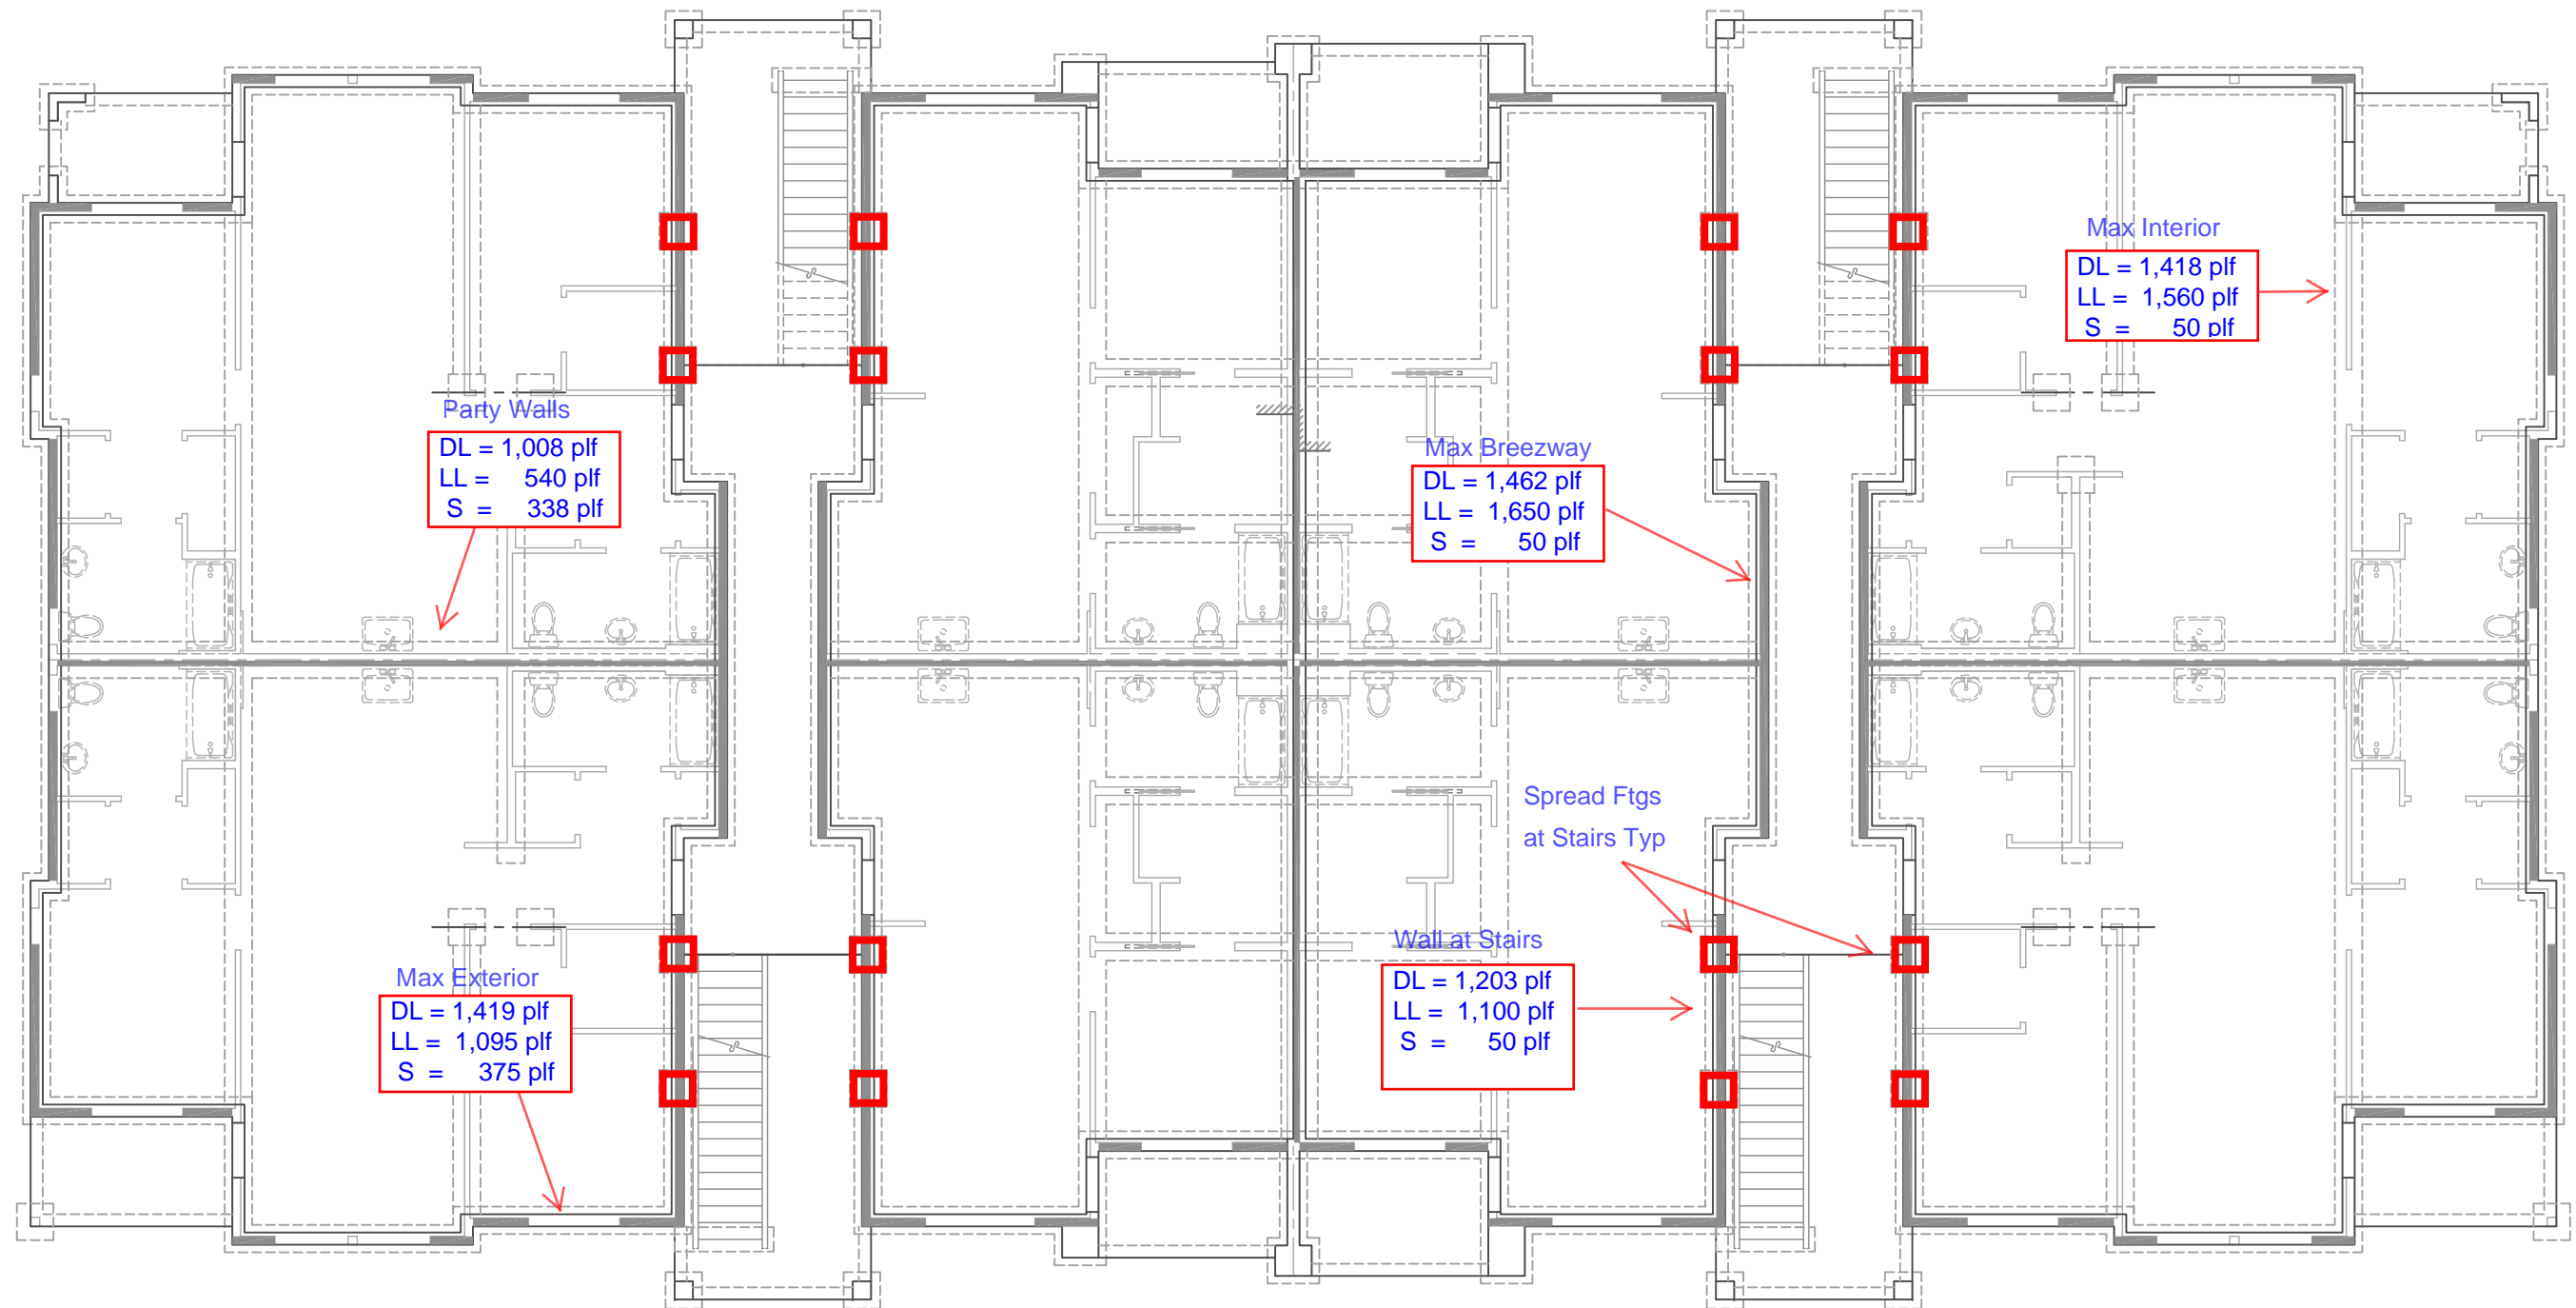 Max Interior
DL = 1,418 plf
LL = 1,560 plf
S = 50 plf
Party Walls
DL = 1,008 plf
LL = 540 plf
S = 338 plf
Max Breezway
DL = 1,462 plf
LL = 1,650 plf
S = 50 plf
Spread Ftgs
at Stairs Typ
Wall at Stairs
DL = 1,203 plf
LL = 1,100 plf
S = 50 plf
Max Exterior
DL = 1,419 plf
LL = 1,095 plf
S = 375 plf